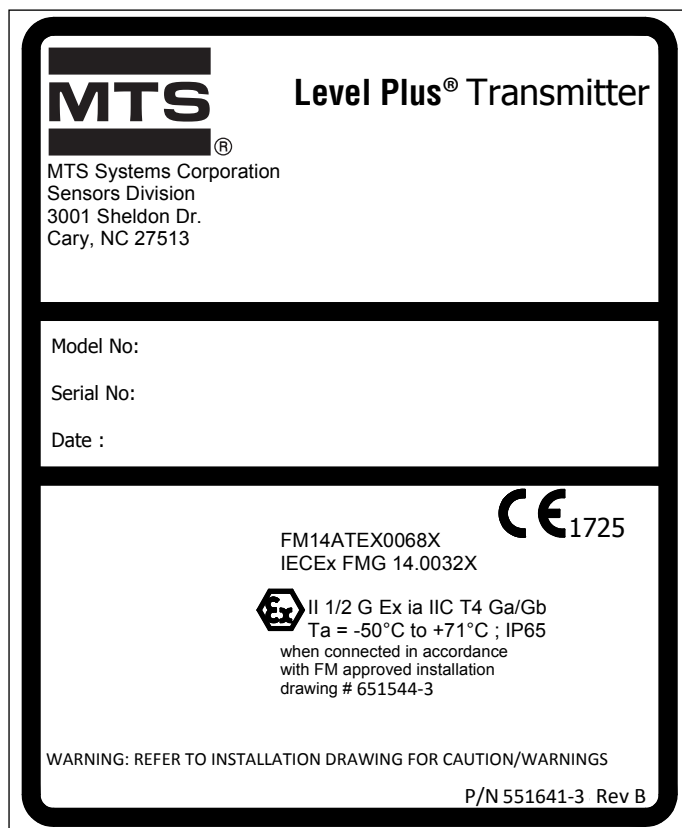 MTS®
Level Plus® Transmitter
MTS Systems Corporation
Sensors Division
3001 Sheldon Dr.
Cary, NC 27513
Model No:
Serial No:
Date :
CE 1725
FM14ATEX0068X
IECEx FMG 14.0032X
Ex II 1/2 G Ex ia IIC T4 Ga/Gb
Ta = -50°C to +71°C ; IP65
when connected in accordance
with FM approved installation
drawing # 651544-3
WARNING: REFER TO INSTALLATION DRAWING FOR CAUTION/WARNINGS
P/N 551641-3 Rev B